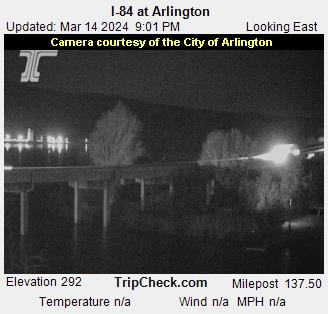 I-84 at Arlington
Updated: Mar 14 2024 9:01 PM Looking East
Camera courtesy of the City of Arlington
Elevation 292 TripCheck.com Milepost 137.50
Temperature n/a Wind n/a MPH n/a